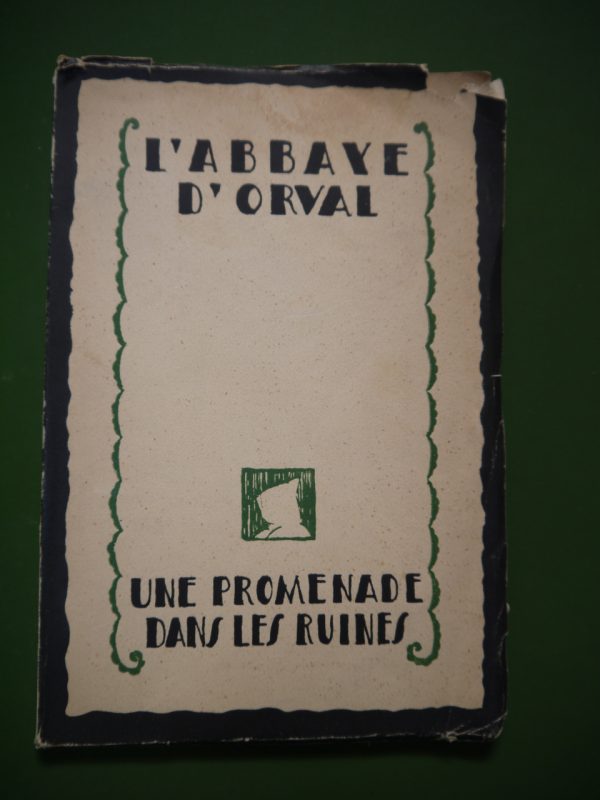 L'ABBAYE
D'ORVAL
UNE PROMENADE
DANS LES RUINES